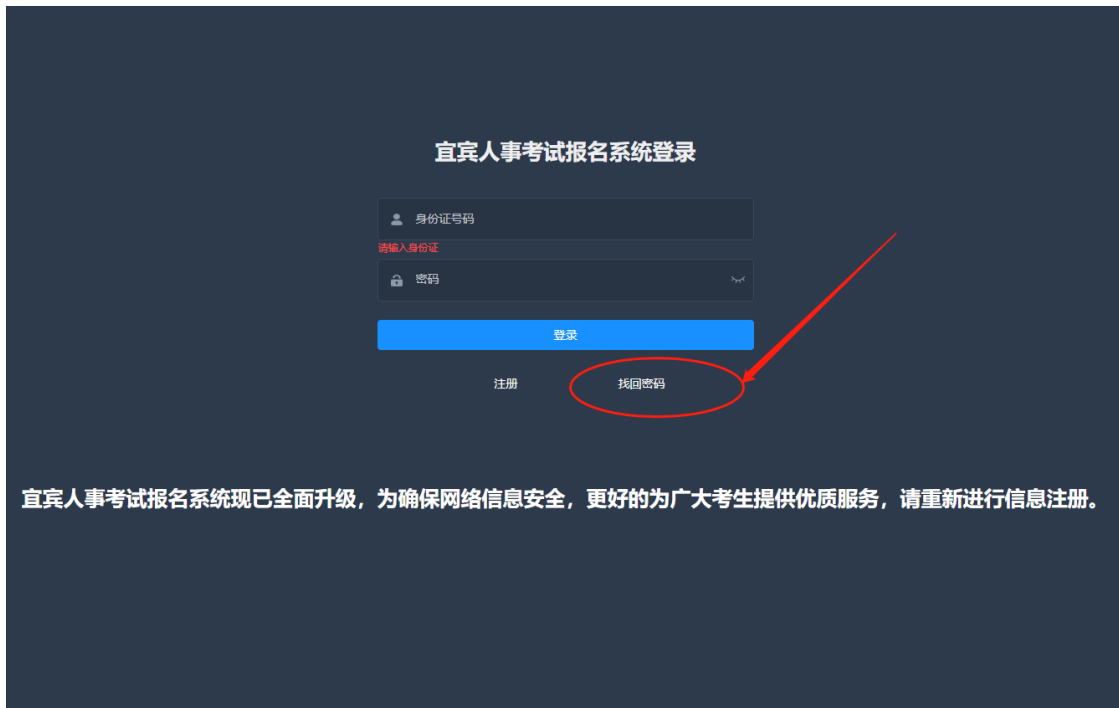 宜宾人事考试报名系统登录
身份证号码
请输入身份证
密码
登录
注册 找回密码
宜宾人事考试报名系统现已全面升级，为确保网络信息安全，更好的为广大考生提供优质服务，请重新进行信息注册。